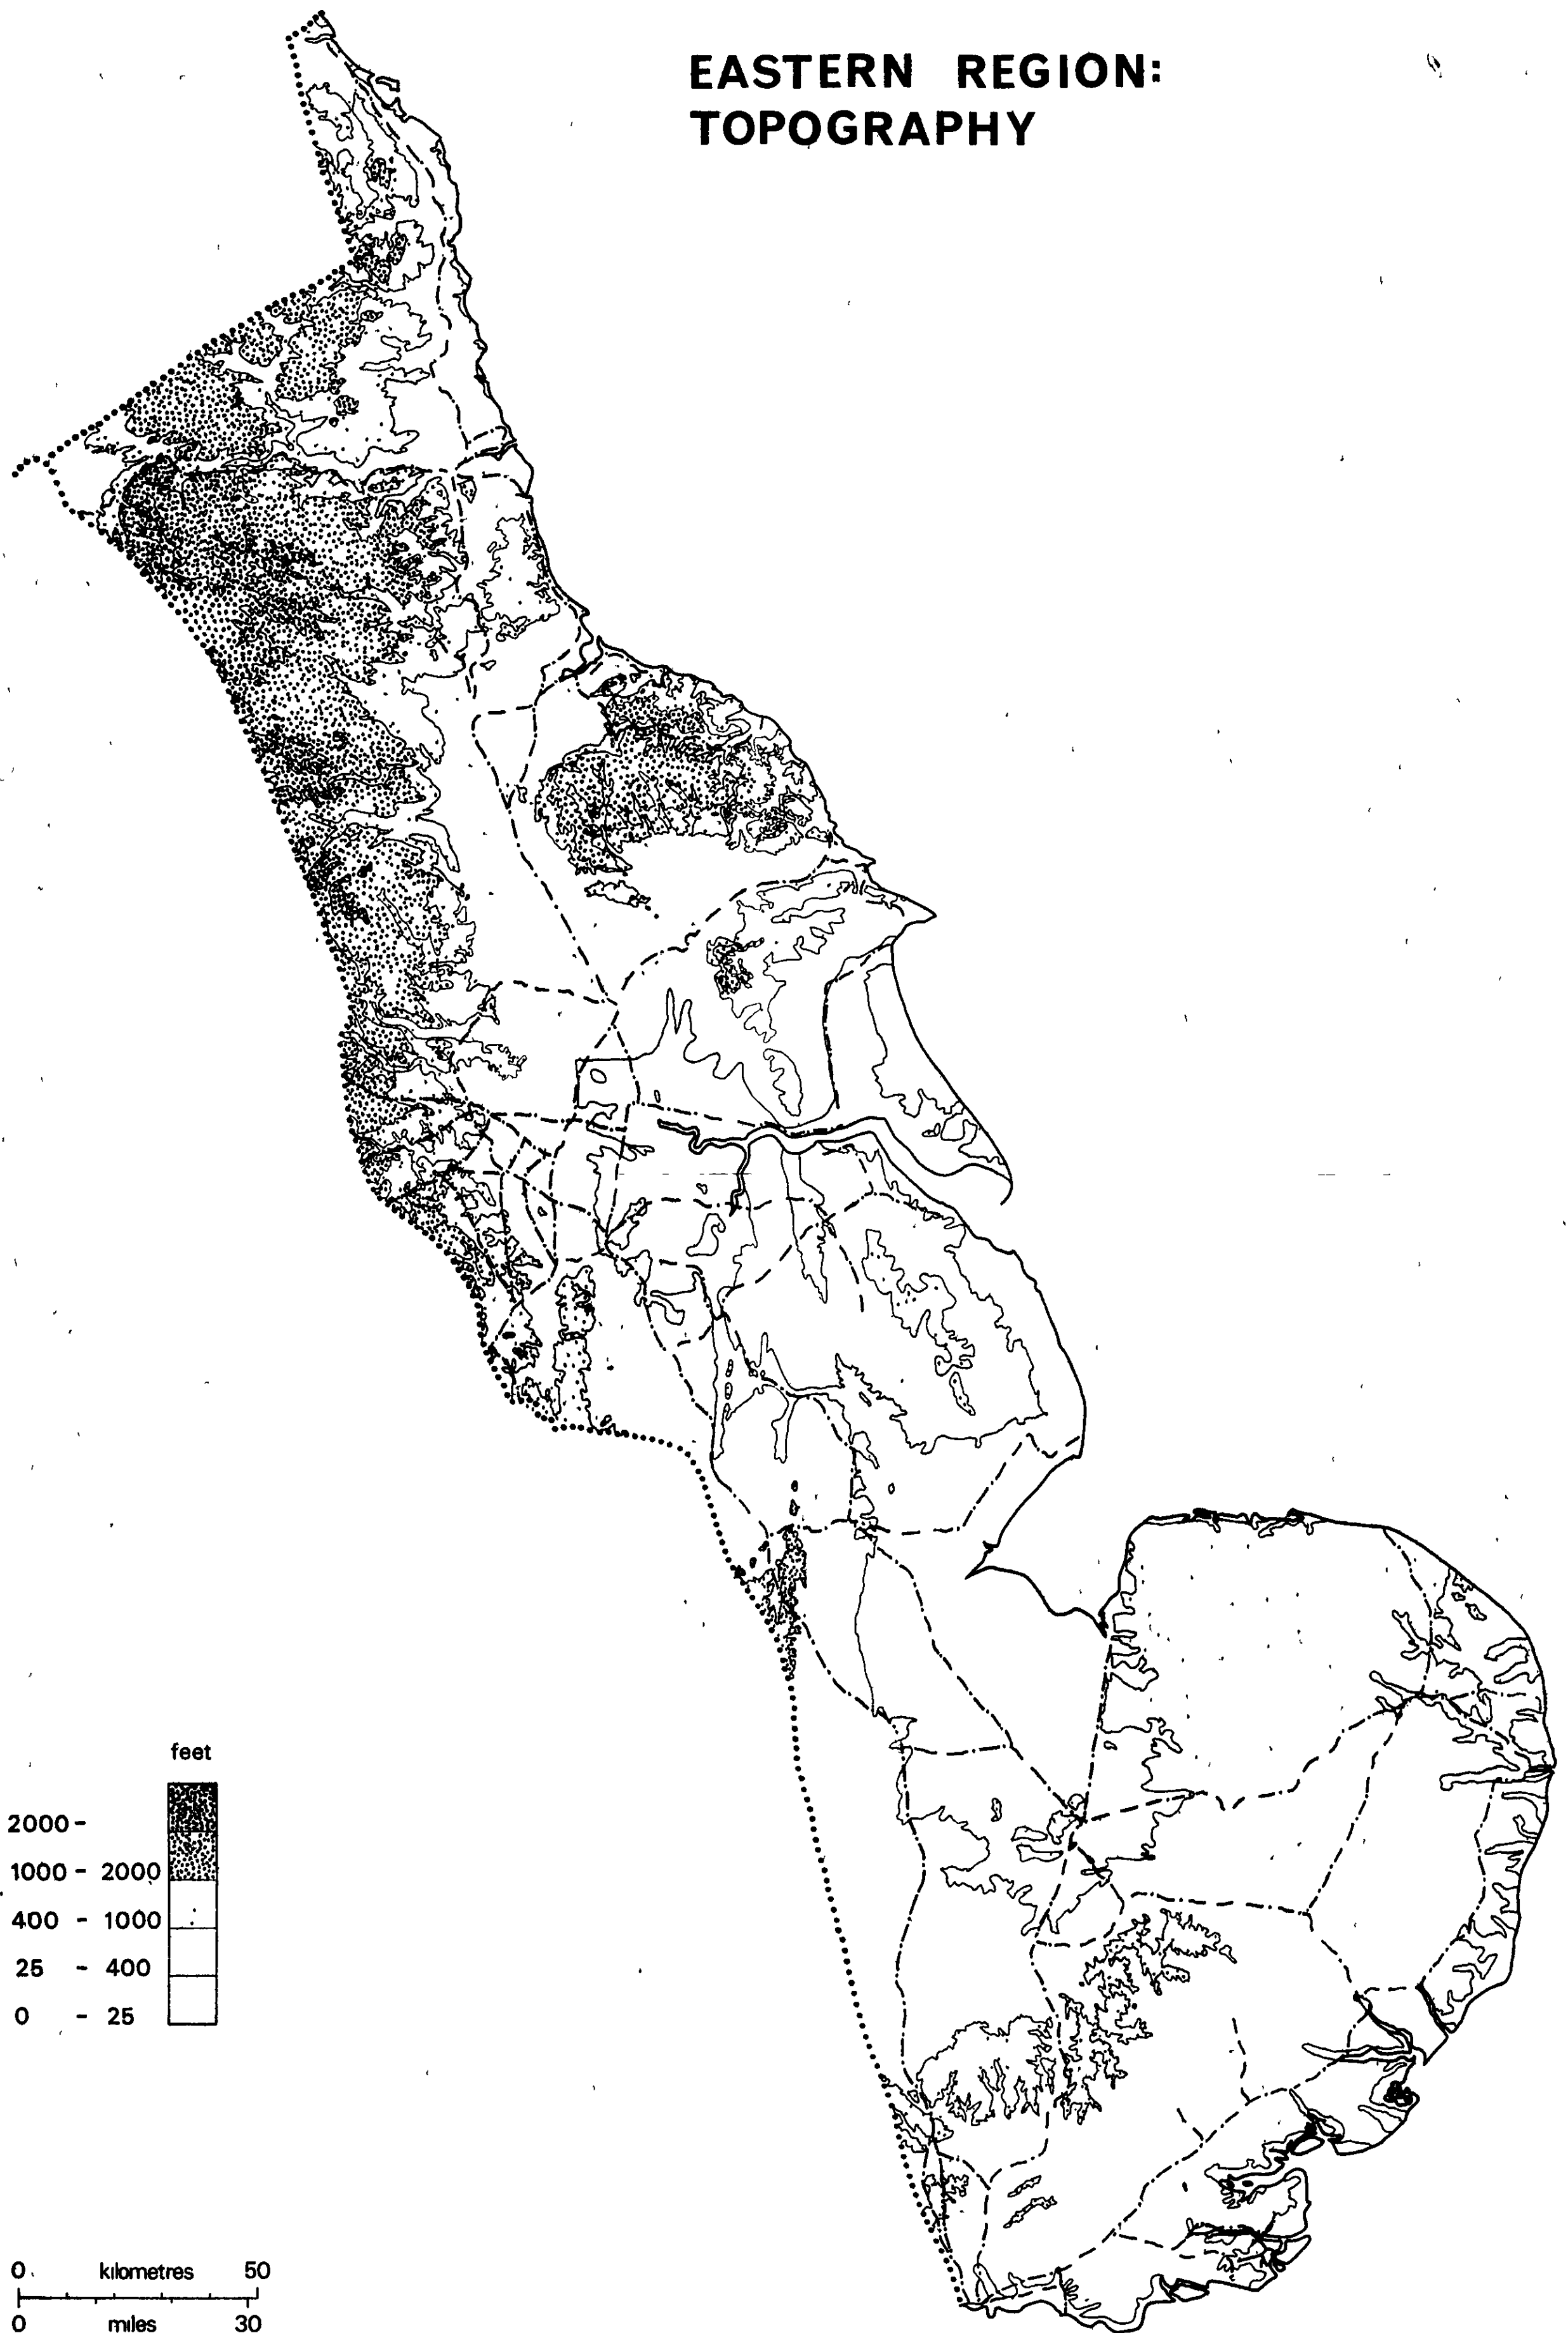 EASTERN REGION:
TOPOGRAPHY
feet
2000 -
1000 - 2000
400 - 1000
25 - 400
0 - 25
0 kilometres 50
0 miles 30